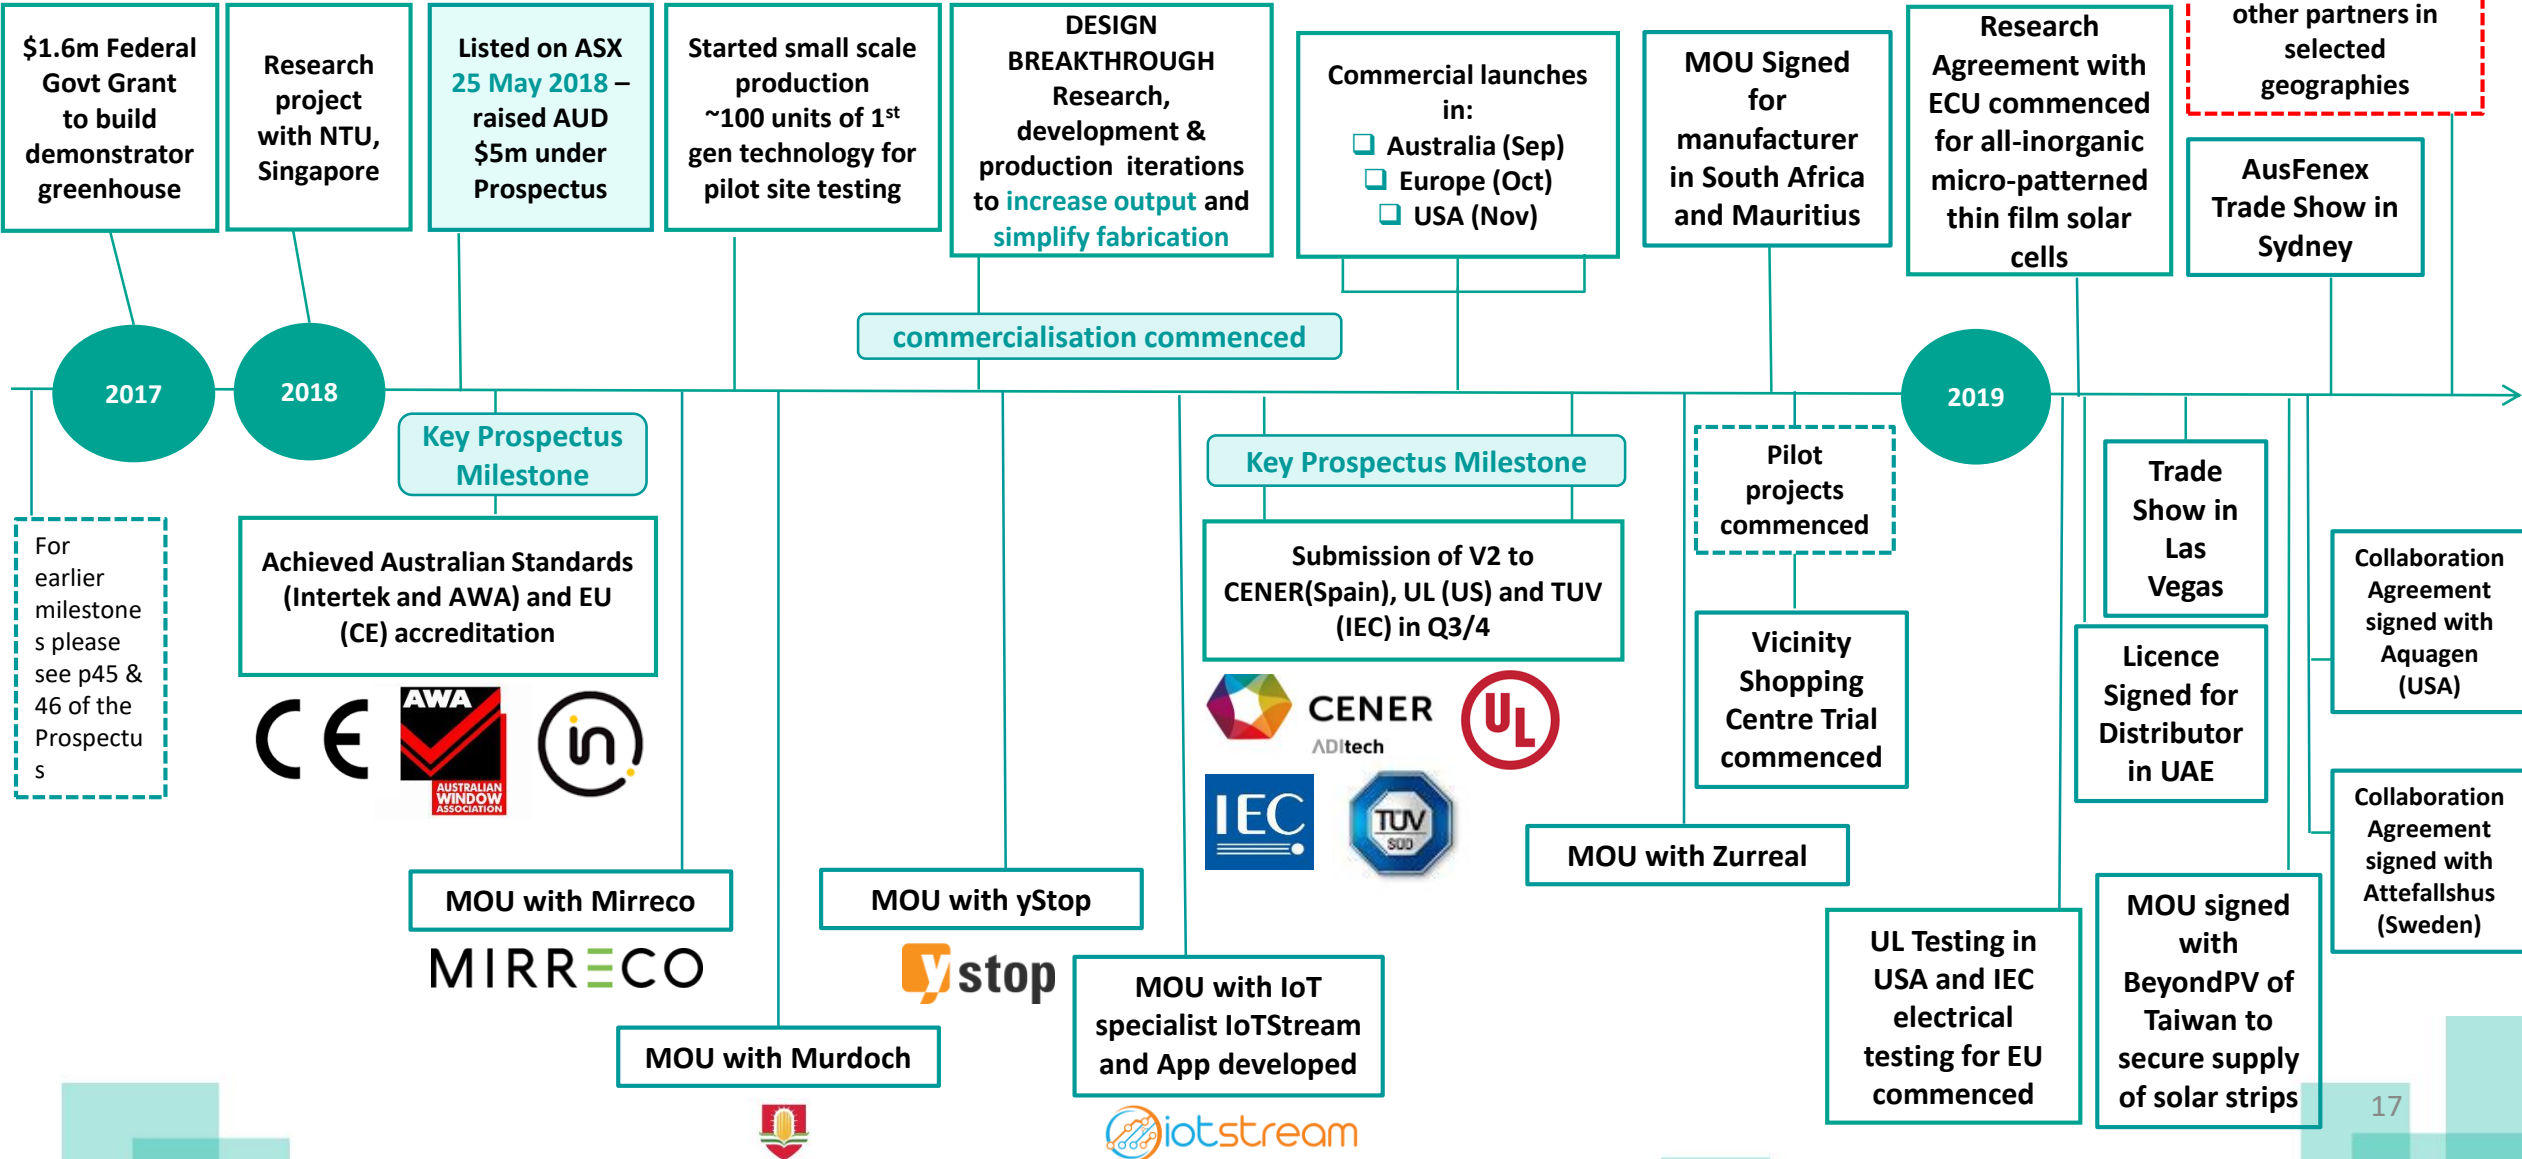 $1.6m Federal
Govt Grant
to build
demonstrator
greenhouse
Research
project
with NTU,
Singapore
Listed on ASX
25 May 2018 –
raised AUD
$5m under
Prospectus
Started small scale
production
~100 units of 1st
gen technology for
pilot site testing
DESIGN
BREAKTHROUGH
Research,
development &
production iterations
to increase output and
simplify fabrication
Commercial launches
in:
❑ Australia (Sep)
❑ Europe (Oct)
❑ USA (Nov)
MOU Signed
for
manufacturer
in South Africa
and Mauritius
Research
Agreement with
ECU commenced
for all-inorganic
micro-patterned
thin film solar
cells
other partners in
selected
geographies
AusFenex
Trade Show in
Sydney
commercialisation commenced
2017
2018
2019
Key Prospectus
Milestone
Key Prospectus Milestone
For
earlier
milestone
s please
see p45 &
46 of the
Prospectu
s
Achieved Australian Standards
(Intertek and AWA) and EU
(CE) accreditation
CE
AWA
AUSTRALIAN
WINDOW
ASSOCIATION
in
Submission of V2 to
CENER(Spain), UL (US) and TUV
(IEC) in Q3/4
CENER
ADItech
UL
IEC
TUV
SUD
Pilot
projects
commenced
Vicinity
Shopping
Centre Trial
commenced
Trade
Show in
Las
Vegas
Licence
Signed for
Distributor
in UAE
Collaboration
Agreement
signed with
Aquagen
(USA)
Collaboration
Agreement
signed with
Attefallshus
(Sweden)
MOU with Mirreco
MIRRECO
MOU with yStop
ystop
MOU with Zurreal
MOU with Murdoch
MOU with IoT
specialist IoTStream
and App developed
iotstream
UL Testing in
USA and IEC
electrical
testing for EU
commenced
MOU signed
with
BeyondPV of
Taiwan to
secure supply
of solar strips
17